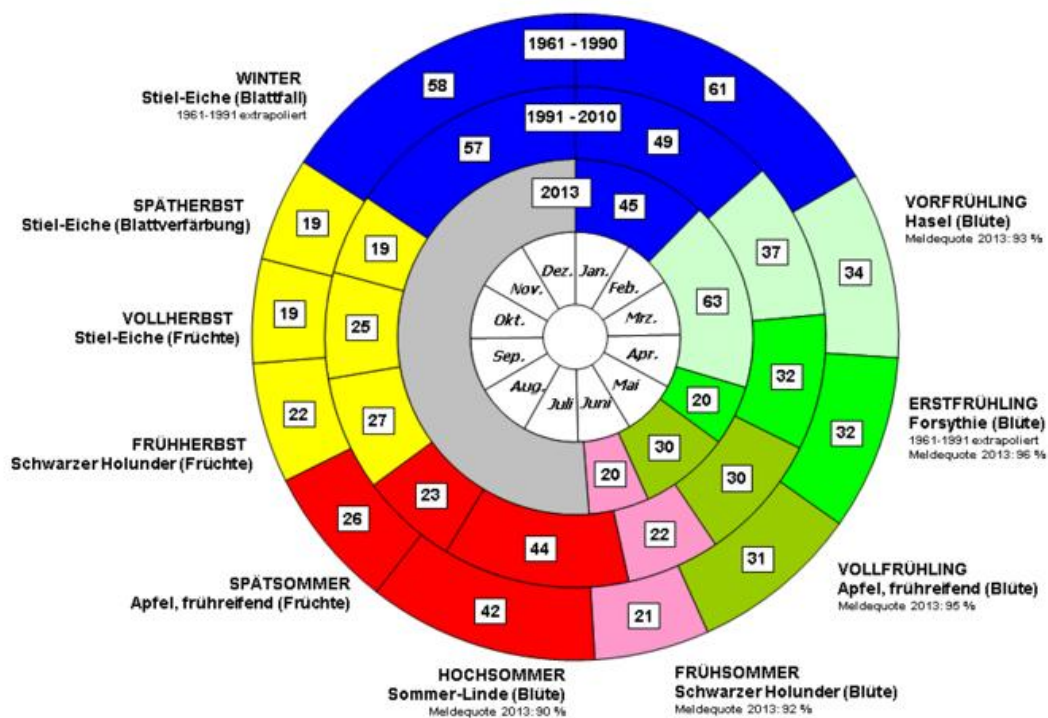 1961 - 1990
58
61
WINTER
Stiel-Eiche (Blattfall)
1961-1991 extrapoliert
1991 - 2010
57
49
2013
45
SPÄTHERBST
Stiel-Eiche (Blattverfärbung)
19
19
VORFRÜHLING
Hasel (Blüte)
Meldequote 2013: 93 %
37
34
63
Dez.
Jan.
Nov.
Feb.
Okt.
Mrz.
Sep.
Apr.
Aug.
Mai
Juli
Juni
VOLLHERBST
Stiel-Eiche (Früchte)
19
25
32
20
32
ERSTFRÜHLING
Forsythie (Blüte)
1961-1991 extrapoliert
Meldequote 2013: 96 %
FRÜHHERBST
Schwarzer Holunder (Früchte)
22
27
30
30
20
31
VOLLFRÜHLING
Apfel, frühreifend (Blüte)
Meldequote 2013: 95 %
SPÄTSOMMER
Apfel, frühreifend (Früchte)
26
23
44
22
42
21
HOCHSOMMER
Sommer-Linde (Blüte)
Meldequote 2013: 90 %
FRÜHSOMMER
Schwarzer Holunder (Blüte)
Meldequote 2013: 92 %